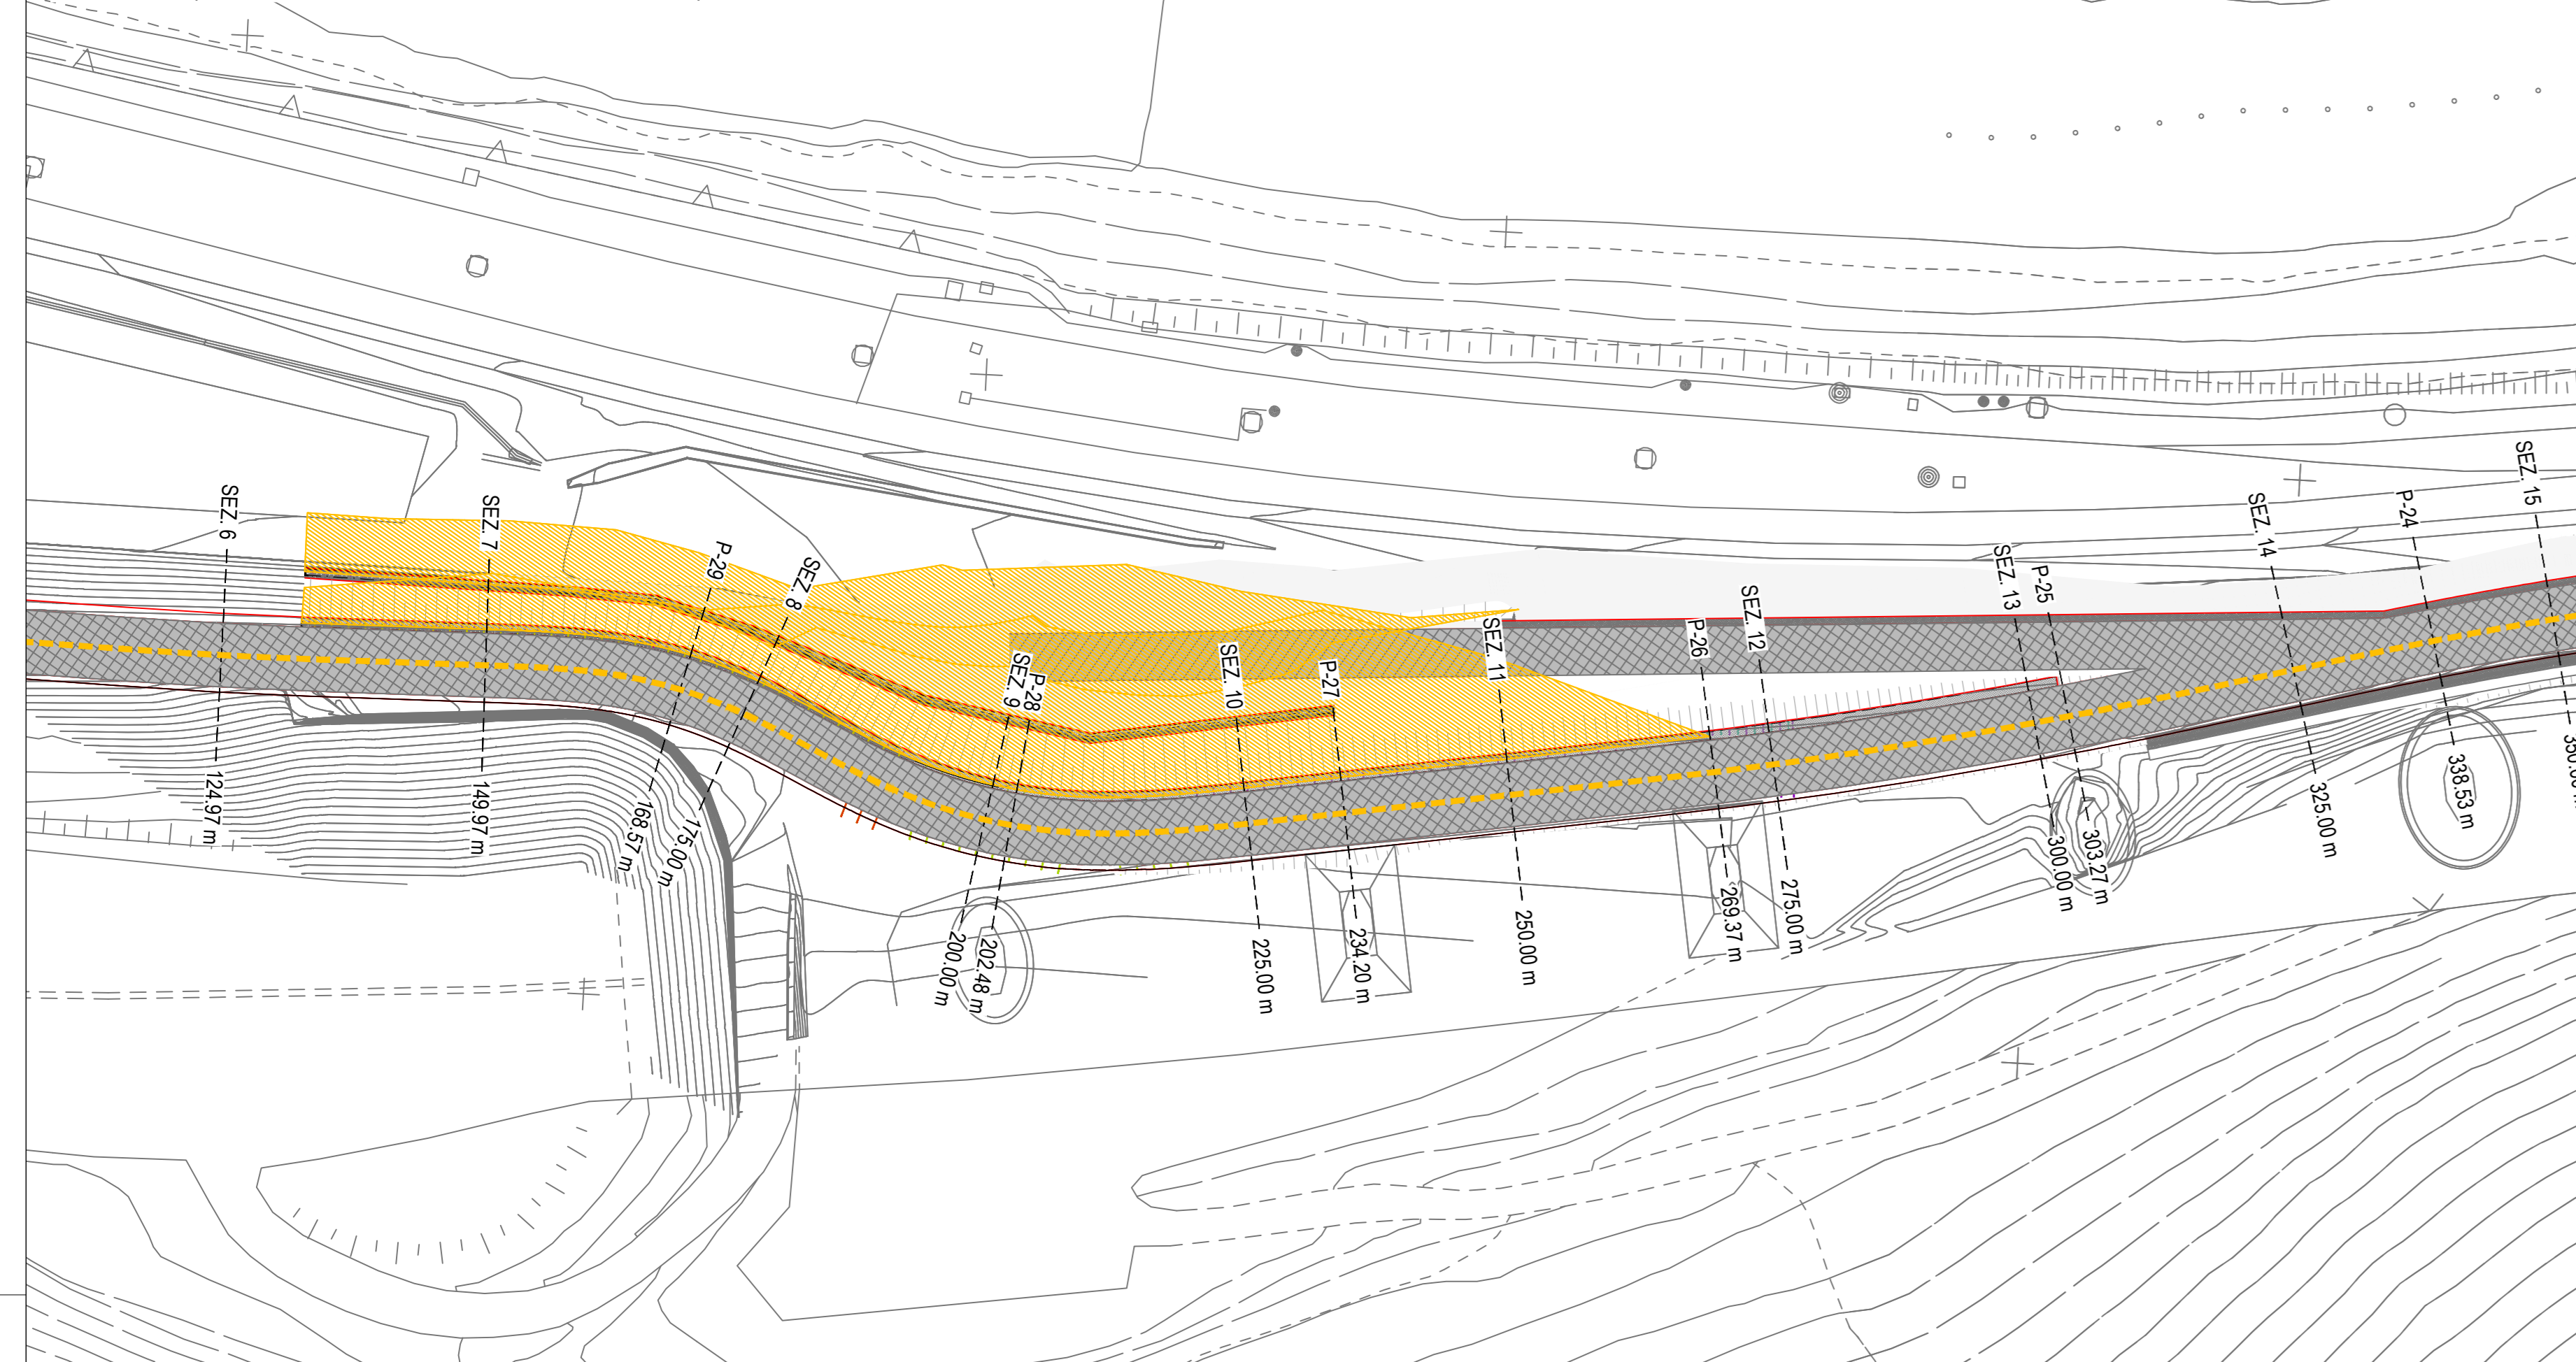 SEZ. 6
124.97 m
SEZ. 7
149.97 m
P-29
168.57 m
SEZ. 8
175.00 m
SEZ. 9
200.00 m
P-28
202.48 m
SEZ. 10
225.00 m
P-27
234.20 m
SEZ. 11
250.00 m
P-26
269.37 m
SEZ. 12
275.00 m
SEZ. 13
300.00 m
P-25
303.27 m
SEZ. 14
325.00 m
P-24
338.53 m
SEZ. 15